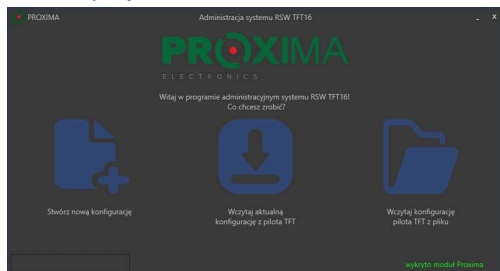 PROXIMA
Administracja systemu RSW TFT16
_ X
PROXIMA
ELECTRONICS
Witaj w programie administracyjnym systemu RSW TFT16!
Co chcesz zrobić?
Stwórz nową konfigurację
Wczytaj aktualną
konfigurację z pilota TFT
Wczytaj konfigurację
pilota TFT z pliku
wykryto moduł Proxima